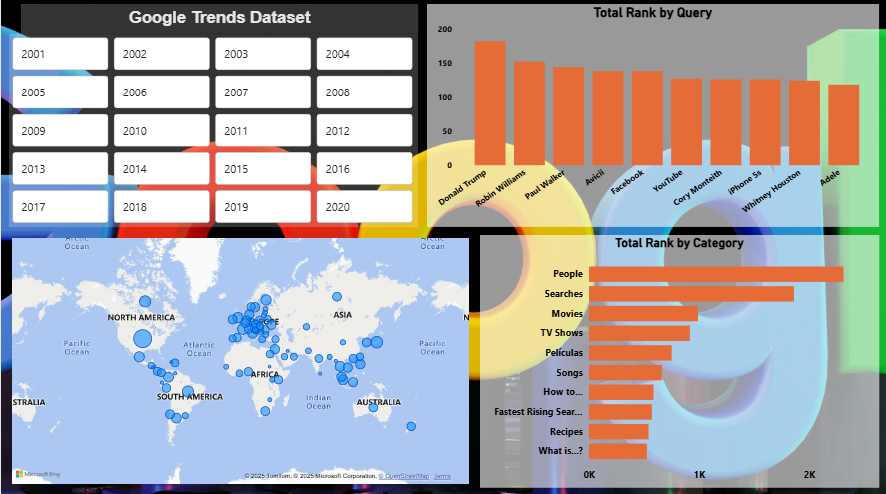 Google Trends Dataset
2001 2002 2003 2004
2005 2006 2007 2008
2009 2010 2011 2012
2013 2014 2015 2016
2017 2018 2019 2020
Total Rank by Query
200
150
100
50
0
Donald Trump
Robin Williams
Paul Walker
Avicii
Facebook
YouTube
Cory Monteith
iPhone 5s
Whitney Houston
Adele
Arctic
Ocean
Arctic
Ocean
NORTH AMERICA
EUROPE
ASIA
N
Pacific
Ocean
Atlantic
Ocean
Pacific
Ocean
AFRICA
STRALIA
SOUTH AMERICA
Indian
Ocean
AUSTRALIA
Microsoft Bing
© 2025 TomTom, © 2025 Microsoft Corporation, © OpenStreetMap Terms
Total Rank by Category
People
Searches
Movies
TV Shows
Películas
Songs
How to...
Fastest Rising Sear...
Recipes
What is...?
0K 1K 2K